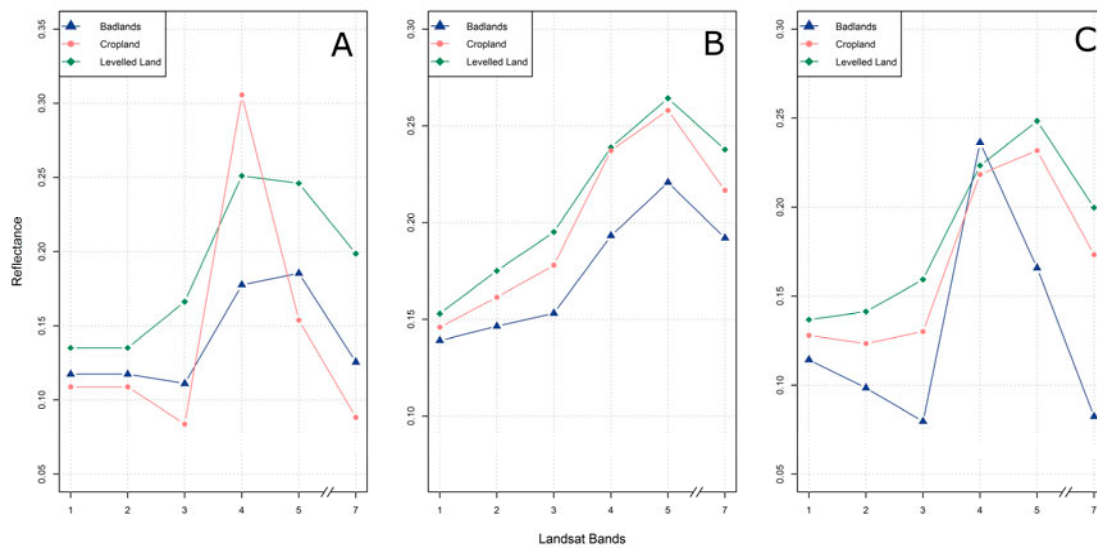 Badlands
Cropland
Levelled Land
A
Badlands
Cropland
Levelled Land
B
Badlands
Cropland
Levelled Land
C
Reflectance
0.35
0.30
0.25
0.20
0.15
0.10
0.05
0.30
0.25
0.20
0.15
0.10
0.30
0.25
0.20
0.15
0.10
0.05
1 2 3 4 5 7
1 2 3 4 5 7
1 2 3 4 5 7
Landsat Bands